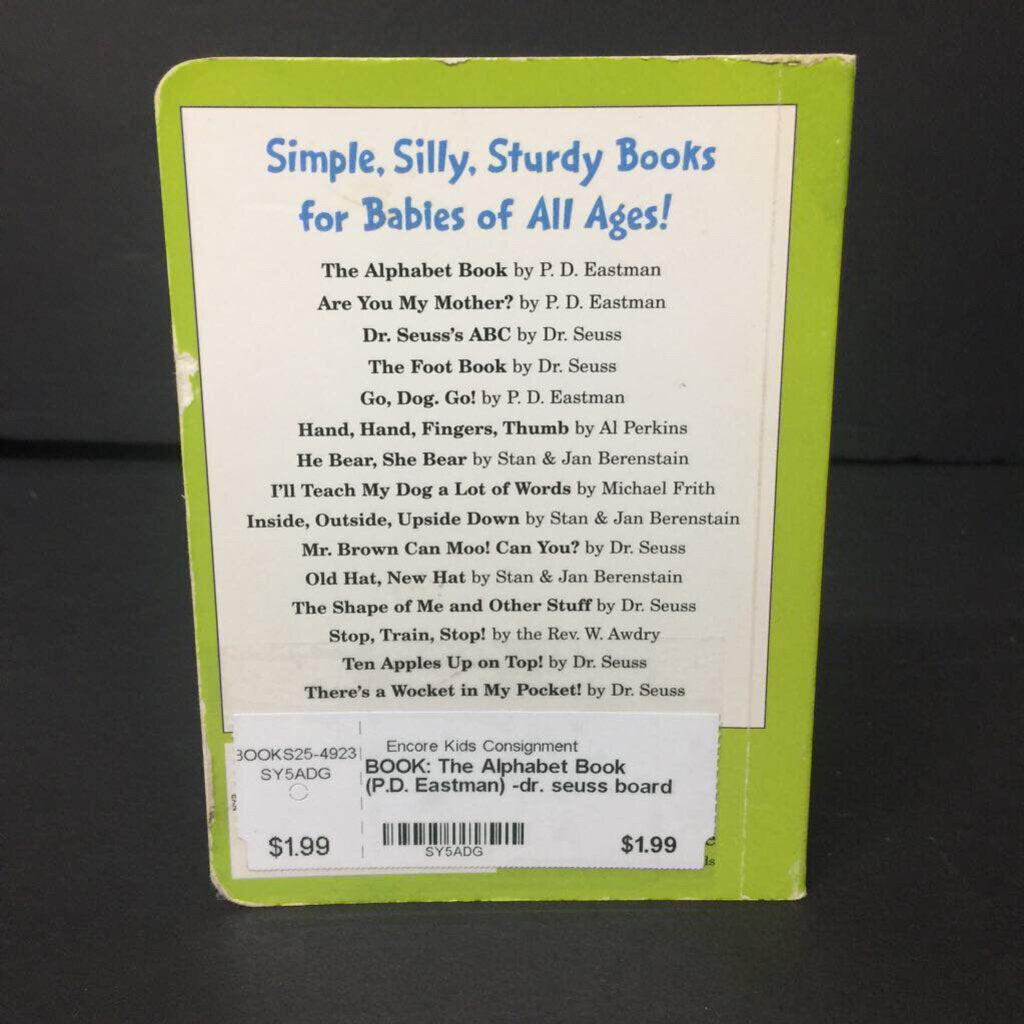 Simple, Silly, Sturdy Books
for Babies of All Ages!
The Alphabet Book by P. D. Eastman
Are You My Mother? by P. D. Eastman
Dr. Seuss's ABC by Dr. Seuss
The Foot Book by Dr. Seuss
Go, Dog. Go! by P. D. Eastman
Hand, Hand, Fingers, Thumb by Al Perkins
He Bear, She Bear by Stan & Jan Berenstain
I'll Teach My Dog a Lot of Words by Michael Frith
Inside, Outside, Upside Down by Stan & Jan Berenstain
Mr. Brown Can Moo! Can You? by Dr. Seuss
Old Hat, New Hat by Stan & Jan Berenstain
The Shape of Me and Other Stuff by Dr. Seuss
Stop, Train, Stop! by the Rev. W. Awdry
Ten Apples Up on Top! by Dr. Seuss
There's a Wocket in My Pocket! by Dr. Seuss
BOOKS25-4923
SY5ADG
$1.99
Encore Kids Consignment
BOOK: The Alphabet Book
(P.D. Eastman) -dr. seuss board
SY5ADG
$1.99